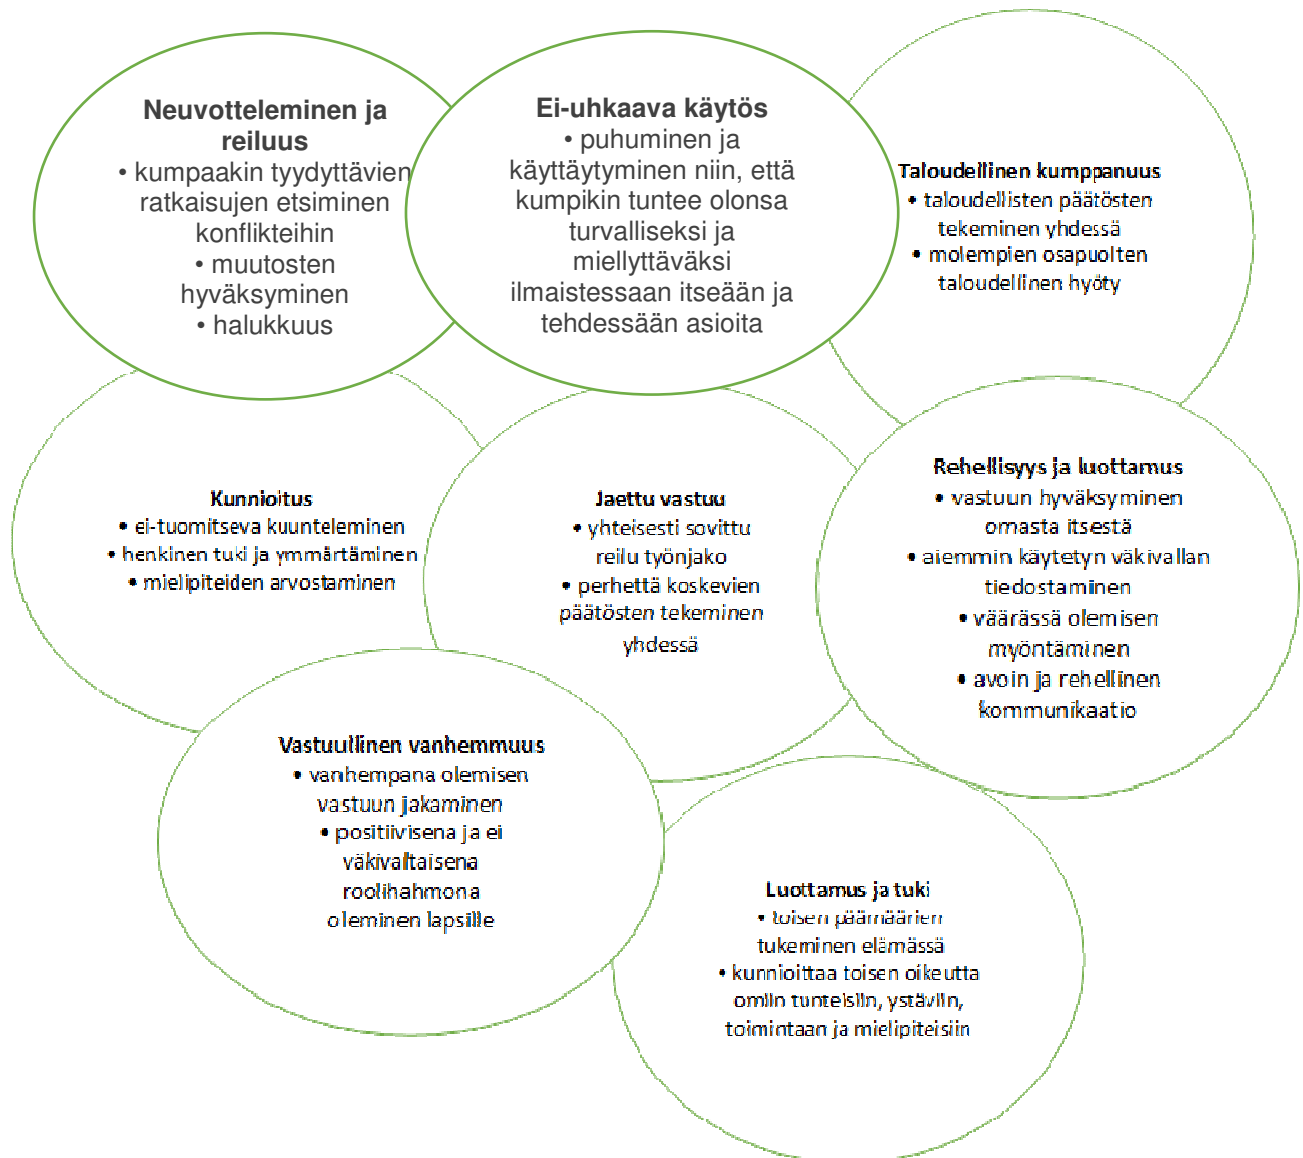 Neuvotteleminen ja
reiluus
• kumpaakin tyydyttävien
ratkaisujen etsiminen
konflikteihin
• muutosten
hyväksyminen
• halukkuus
Ei-uhkaava käytös
• puhuminen ja
käyttäytyminen niin, että
kumpikin tuntee olonsa
turvalliseksi ja
miellyttäväksi
ilmaistessaan itseään ja
tehdessään asioita
Taloudellinen kumppanuus
• taloudellisten päätösten
tekeminen yhdessä
• molempien osapuolten
taloudellinen hyöty
Kunnioitus
• ei-tuomitseva kuunteleminen
• henkinen tuki ja ymmärtäminen
• mielipiteiden arvostaminen
Jaettu vastuu
• yhteisesti sovittu
reilu työnjako
• perhettä koskevien
päätösten tekeminen
yhdessä
Rehellisyys ja luottamus
• vastuun hyväksyminen
omasta itsestä
• aiemmin käytetyn väkivallan
tiedostaminen
• väärässä olemisen
myöntäminen
• avoin ja rehellinen
kommunikaatio
Vastuullinen vanhemmuus
• vanhempana olemisen
vastuun jakaminen
• positiivisena ja ei
väkivaltaisena
roolihahmona
oleminen lapsille
Luottamus ja tuki
• toisen päämäärien
tukeminen elämässä
• kunnioittaa toisen oikeutta
omiin tunteisiin, ystäviin,
toimintaan ja mielipiteisiin